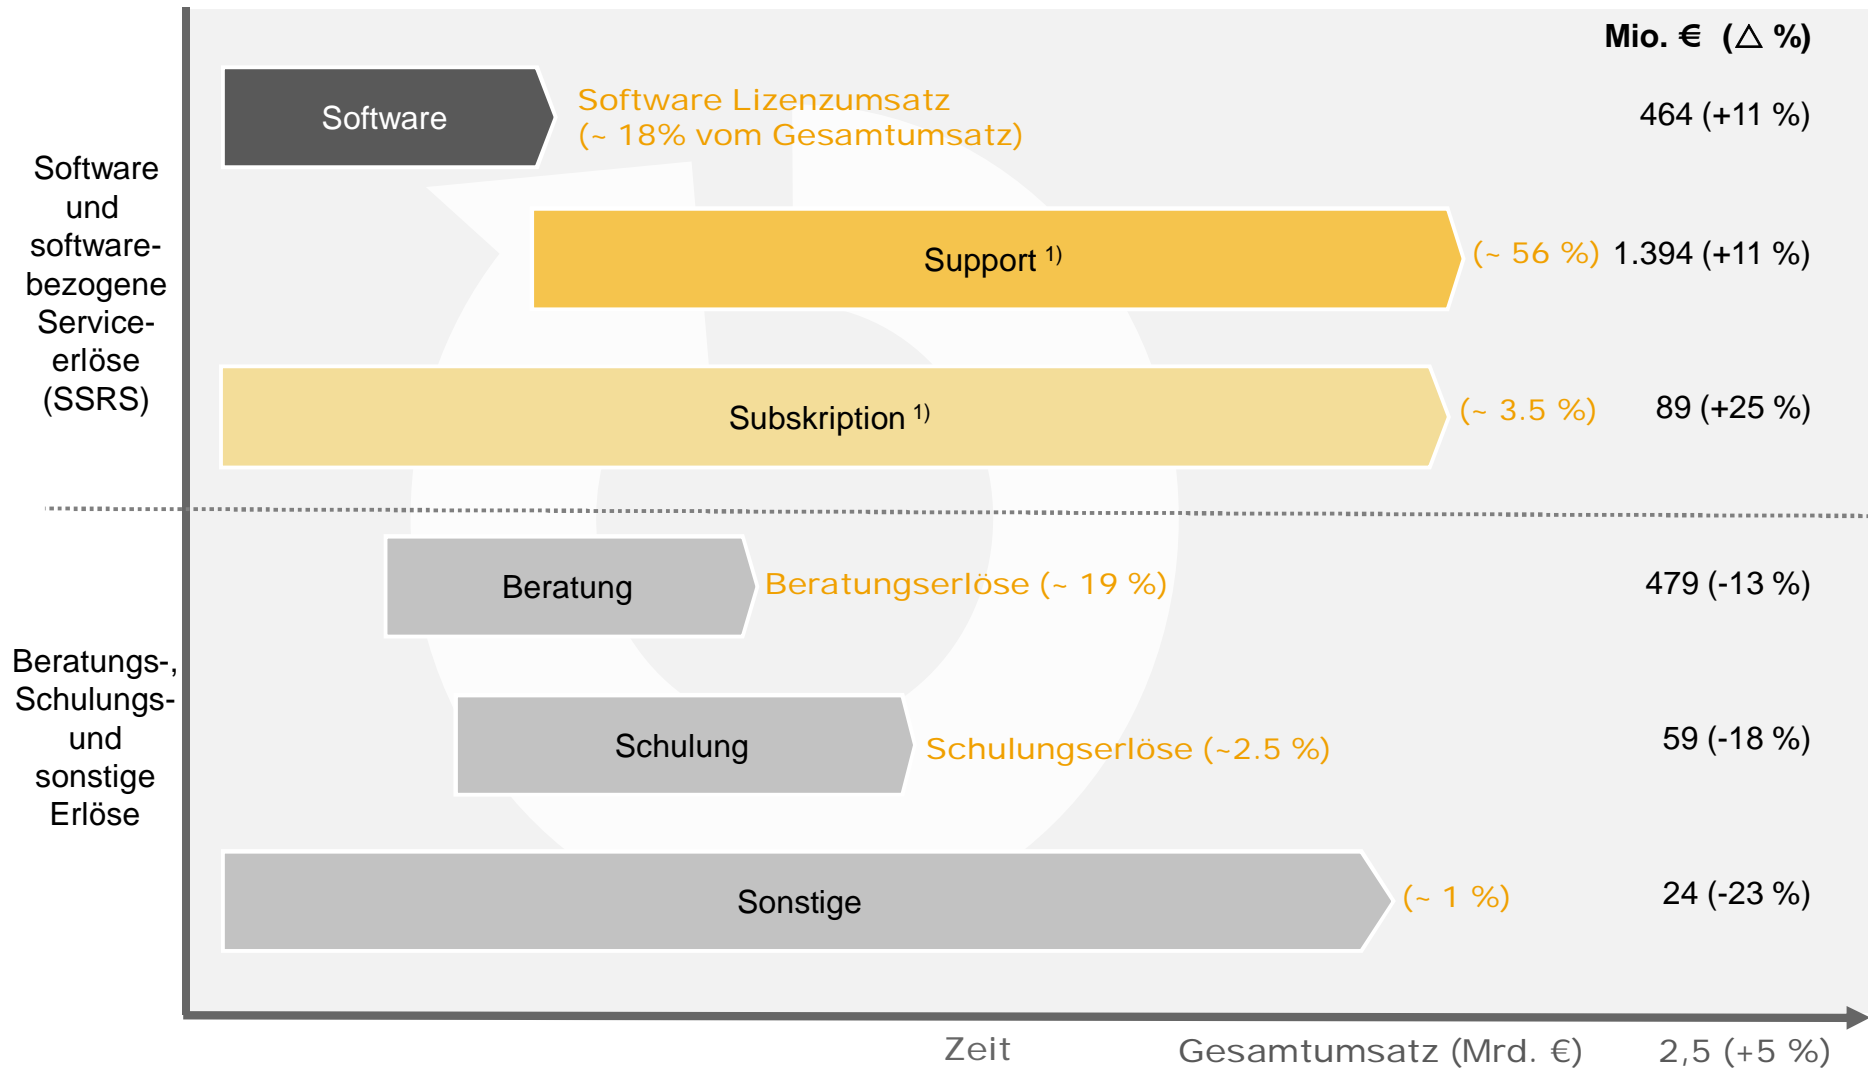 Mio. € (△ %)
Software
Software Lizenzumsatz
(~ 18% vom Gesamtumsatz)
464 (+11 %)
Software
und
software-
bezogene
Service-
erlöse
(SSRS)
Support 1)
(~ 56 %)
1.394 (+11 %)
Subskription 1)
(~ 3.5 %)
89 (+25 %)
Beratung
Beratungserlöse (~ 19 %)
479 (-13 %)
Beratungs-,
Schulungs-
und
sonstige
Erlöse
Schulung
Schulungserlöse (~2.5 %)
59 (-18 %)
Sonstige
(~ 1 %)
24 (-23 %)
Zeit
Gesamtumsatz (Mrd. €)
2,5 (+5 %)